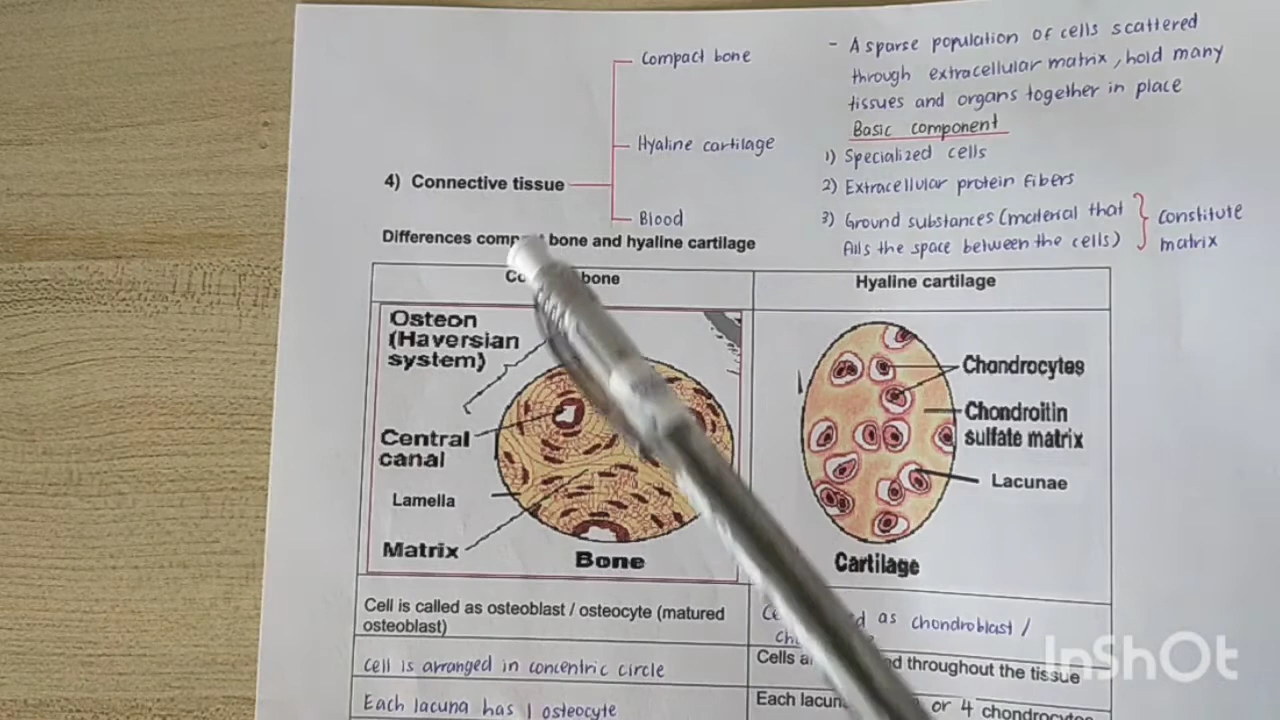 Compact bone
Hyaline cartilage
4) Connective tissue
Blood
- A sparse population of cells scattered
through extracellular matrix, hold many
tissues and organs together in place
Basic component
1) Specialized cells
2) Extracellular protein fibers
3) Ground substances (material that
fills the space between the cells)
constitute
matrix
Differences bone and hyaline cartilage
bone
Hyaline cartilage
Osteon
(Haversian
system)
Central
canal
Lamella
Matrix
Bone
Chondrocytes
Chondroitin
sulfate matrix
Lacunae
Cartilage
Cell is called as osteoblast / osteocyte (matured
osteoblast)
as chondroblast /
cell is arranged in concentric circle
Cells throughout the tissue
Each lacuna has 1 osteocyte
Each or 4 chondrocytes
InShOt